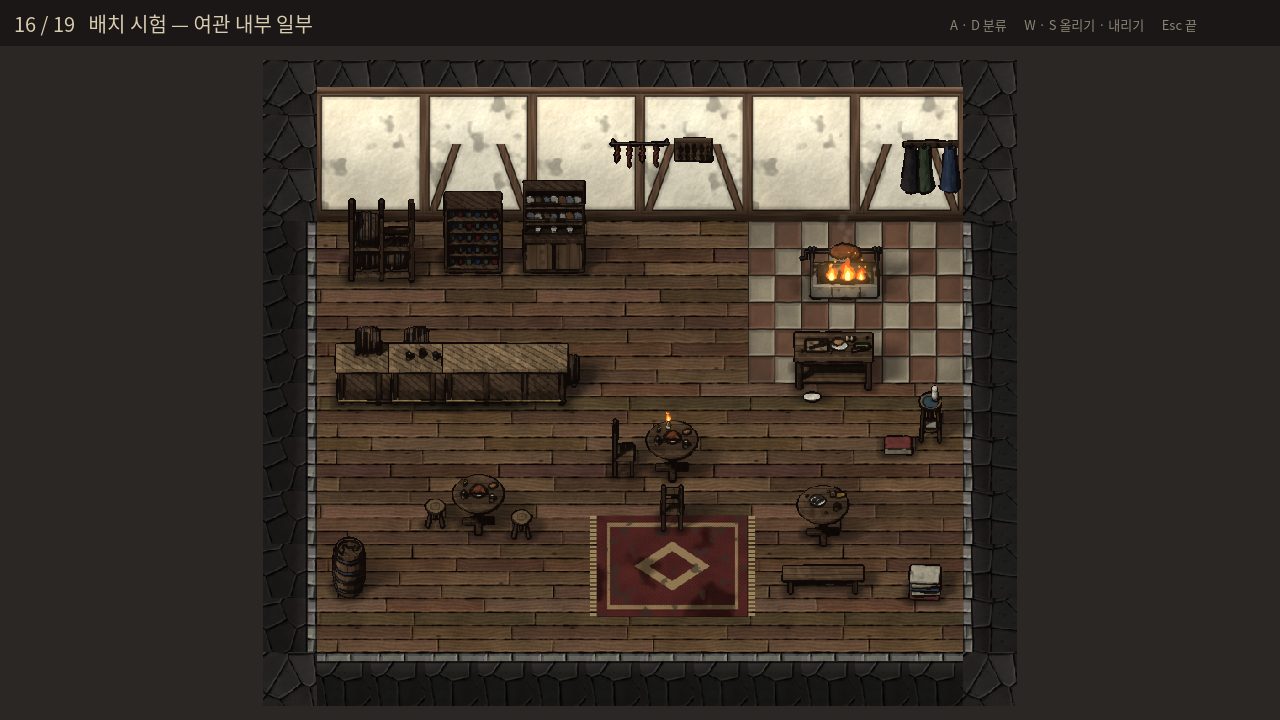 16 / 19 배치 시험 — 여관 내부 일부
A · D 분류 W · S 올리기 · 내리기 Esc 끝